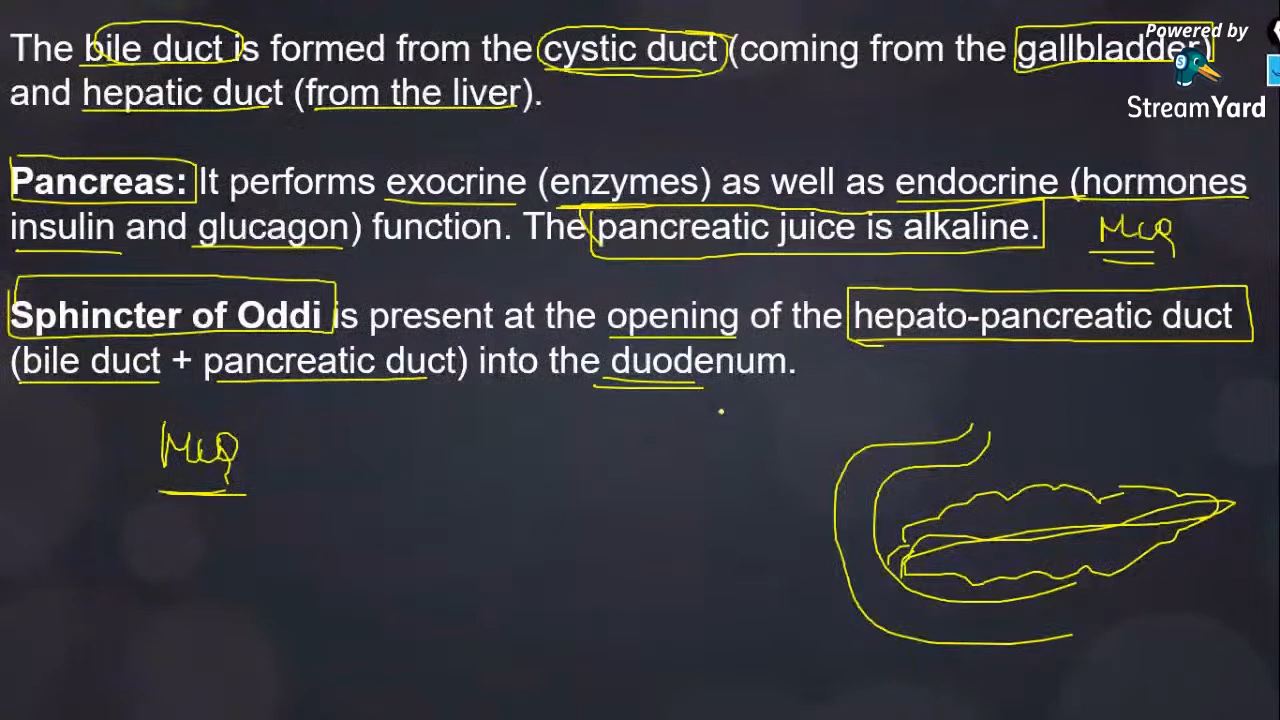 The bile duct is formed from the cystic duct (coming from the gallbladder)
and hepatic duct (from the liver).
Powered by
StreamYard
Pancreas: It performs exocrine (enzymes) as well as endocrine (hormones
insulin and glucagon) function. The pancreatic juice is alkaline.
MCQ
Sphincter of Oddi is present at the opening of the hepato-pancreatic duct
(bile duct + pancreatic duct) into the duodenum.
MCQ